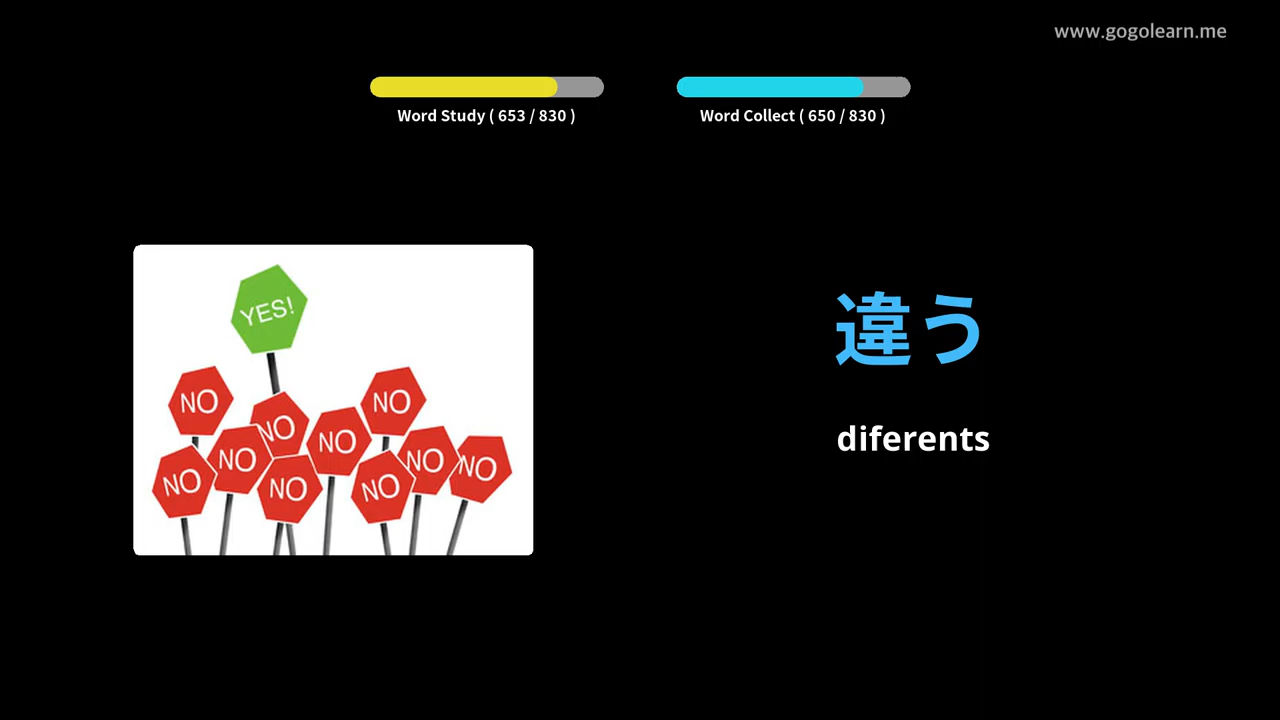 www.gogolearn.me
Word Study ( 653 / 830 )
Word Collect ( 650 / 830 )
YES!
NO
NO
NO
NO
NO
NO
NO
NO
NO
NO
違う
diferents